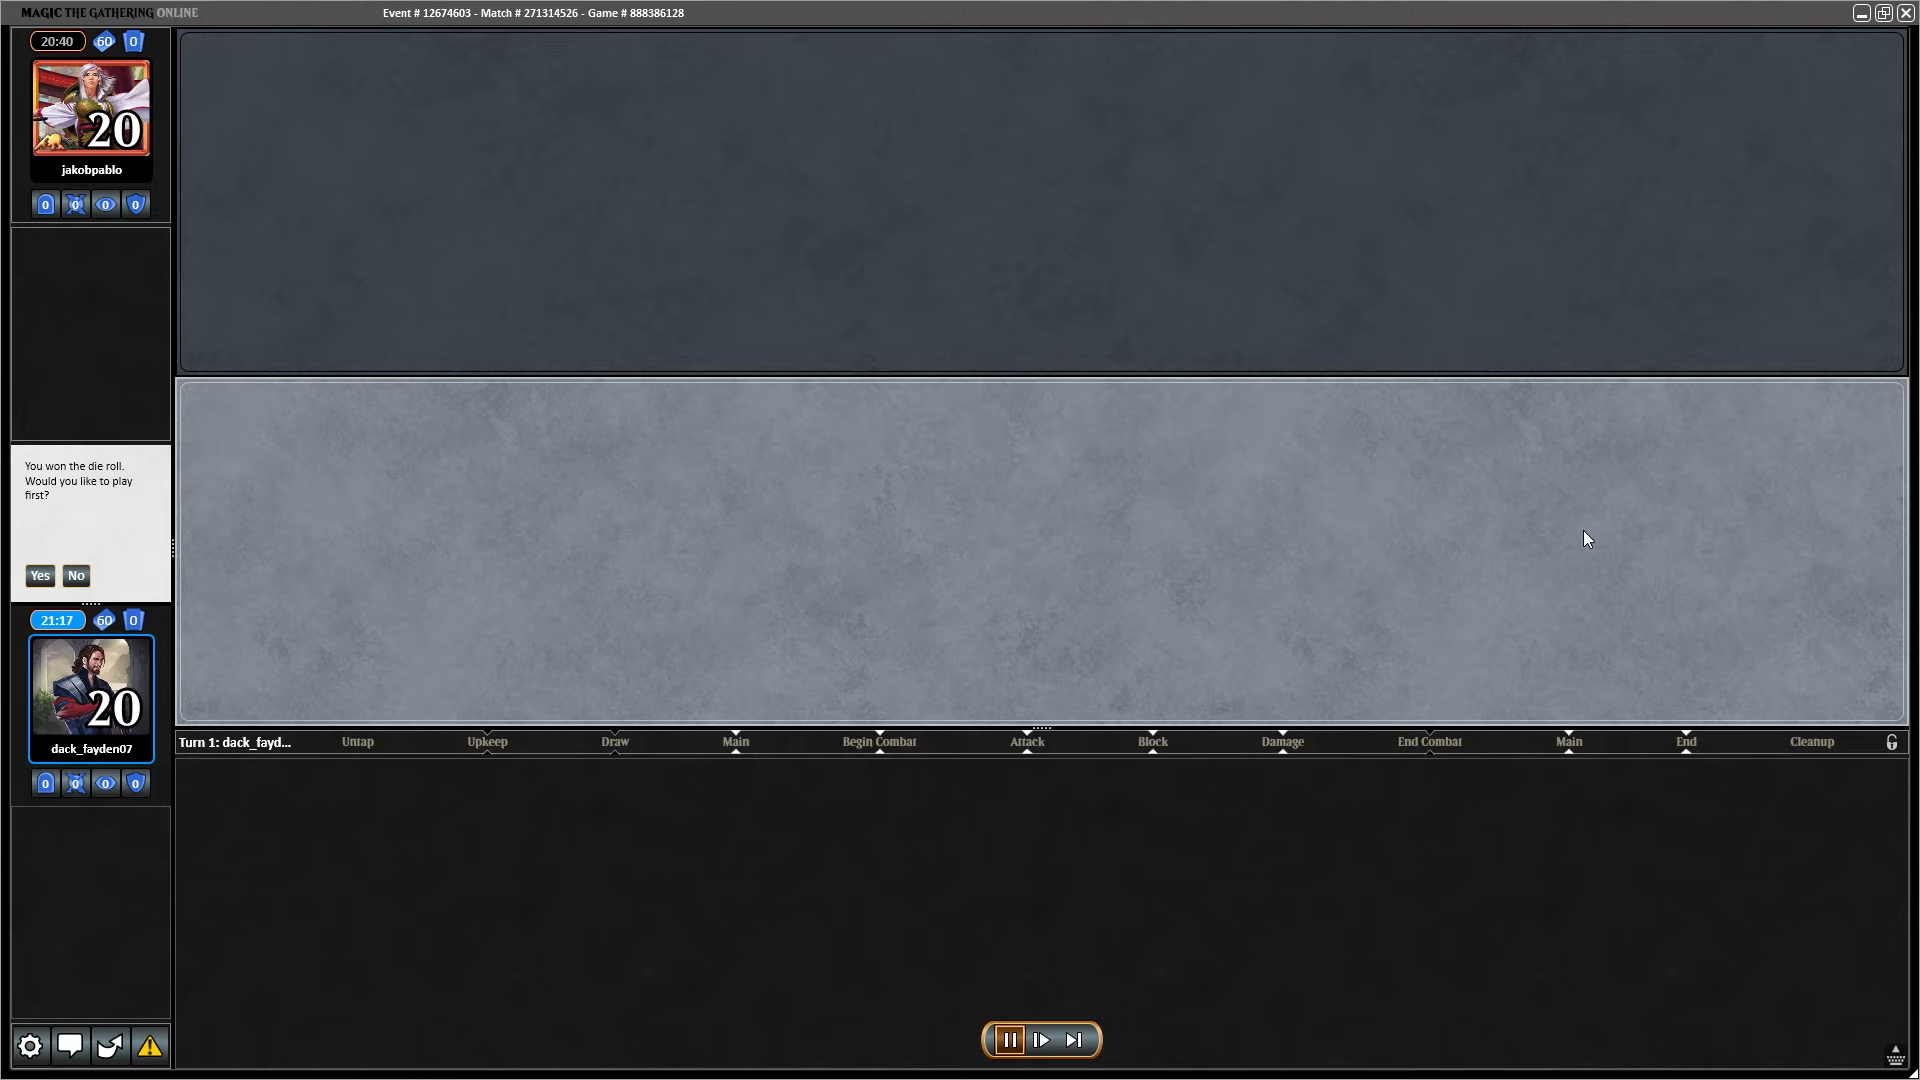 MAGIC THE GATHERING ONLINE
Event # 12674603 - Match # 271314526 - Game # 888386128
20:40 60 0
20
jakobpablo
0 0 0 0
You won the die roll.
Would you like to play
first?
Yes No
21:17 60 0
20
dack_fayden07
0 0 0 0
Turn 1: dack_fayd... Untap Upkeep Draw Main Begin Combat Attack Block Damage End Combat Main End Cleanup